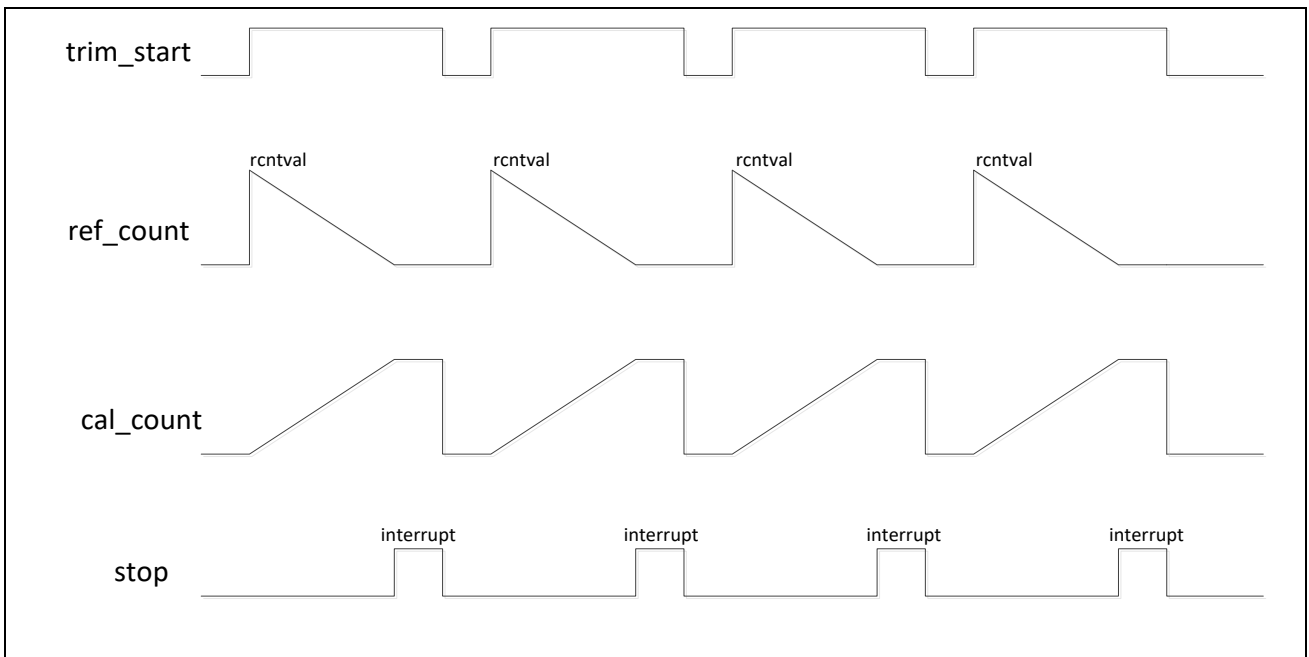 trim_start
rcntval rcntval rcntval rcntval
ref_count
cal_count
interrupt interrupt interrupt interrupt
stop